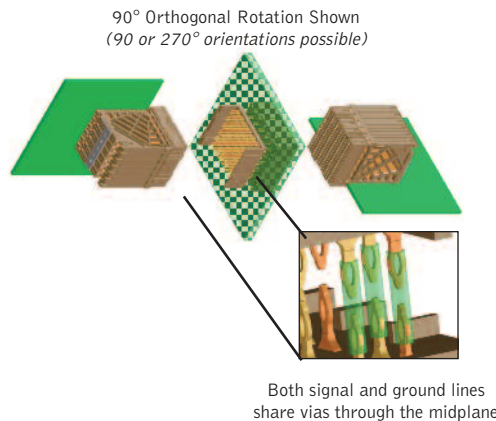 90° Orthogonal Rotation Shown
(90 or 270° orientations possible)
Both signal and ground lines
share vias through the midplane